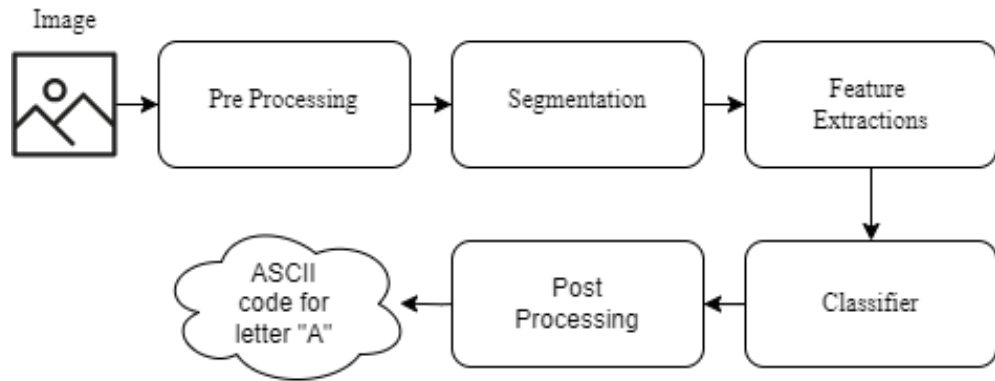 Image
Pre Processing
Segmentation
Feature
Extractions
Classifier
Post
Processing
ASCII
code for
letter "A"